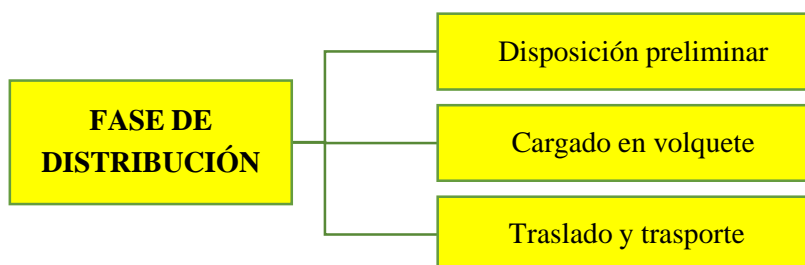 FASE DE
DISTRIBUCIÓN
Disposición preliminar
Cargado en volquete
Traslado y trasporte